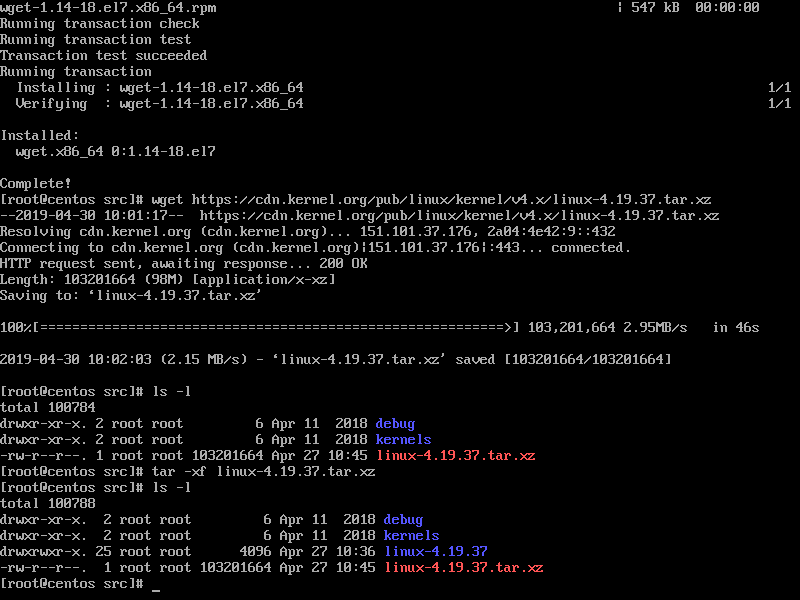 wget-1.14-18.el7.x86_64.rpm | 547 kB 00:00:00
Running transaction check
Running transaction test
Transaction test succeeded
Running transaction
  Installing : wget-1.14-18.el7.x86_64 1/1
  Verifying  : wget-1.14-18.el7.x86_64 1/1
Installed:
  wget.x86_64 0:1.14-18.el7
Complete!
[root@centos src]# wget https://cdn.kernel.org/pub/linux/kernel/v4.x/linux-4.19.37.tar.xz
--2019-04-30 10:01:17--  https://cdn.kernel.org/pub/linux/kernel/v4.x/linux-4.19.37.tar.xz
Resolving cdn.kernel.org (cdn.kernel.org)... 151.101.37.176, 2a04:4e42:9::432
Connecting to cdn.kernel.org (cdn.kernel.org)|151.101.37.176|:443... connected.
HTTP request sent, awaiting response... 200 OK
Length: 103201664 (98M) [application/x-xz]
Saving to: ‘linux-4.19.37.tar.xz’
100%[==========================================================>] 103,201,664 2.95MB/s   in 46s
2019-04-30 10:02:03 (2.15 MB/s) - ‘linux-4.19.37.tar.xz’ saved [103201664/103201664]
[root@centos src]# ls -l
total 100784
drwxr-xr-x. 2 root root         6 Apr 11  2018 debug
drwxr-xr-x. 2 root root         6 Apr 11  2018 kernels
-rw-r--r--. 1 root root 103201664 Apr 27 10:45 linux-4.19.37.tar.xz
[root@centos src]# tar -xf linux-4.19.37.tar.xz
[root@centos src]# ls -l
total 100788
drwxr-xr-x.  2 root root         6 Apr 11  2018 debug
drwxr-xr-x.  2 root root         6 Apr 11  2018 kernels
drwxrwxr-x. 25 root root      4096 Apr 27 10:36 linux-4.19.37
-rw-r--r--.  1 root root 103201664 Apr 27 10:45 linux-4.19.37.tar.xz
[root@centos src]# _